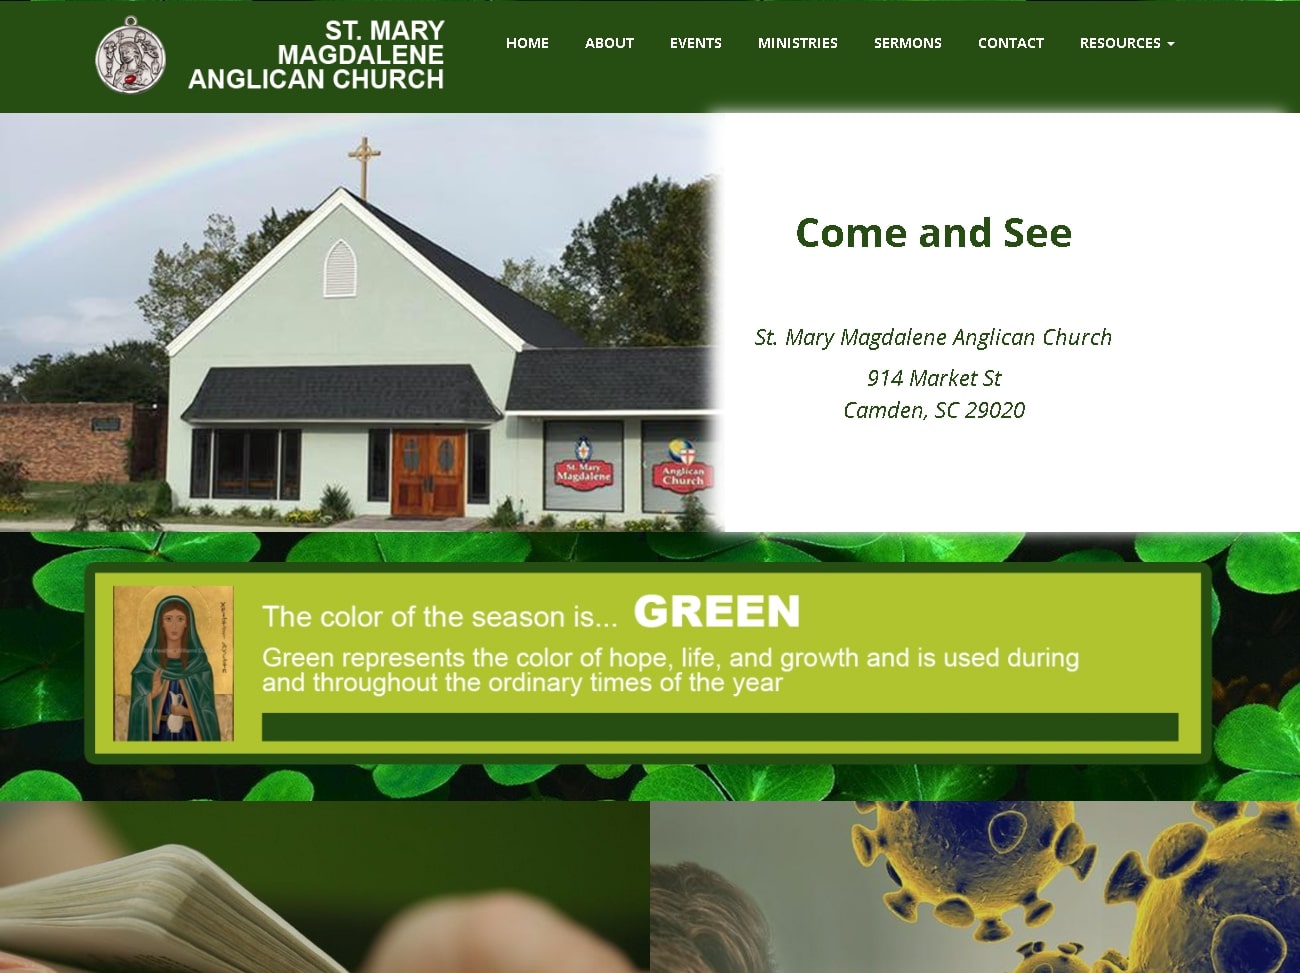 ST. MARY
MAGDALENE
ANGLICAN CHURCH
HOME ABOUT EVENTS MINISTRIES SERMONS CONTACT RESOURCES
Come and See
St. Mary Magdalene Anglican Church
914 Market St
Camden, SC 29020
St. Mary
Magdalene
Anglican
Church
The color of the season is... GREEN
Green represents the color of hope, life, and growth and is used during
and throughout the ordinary times of the year